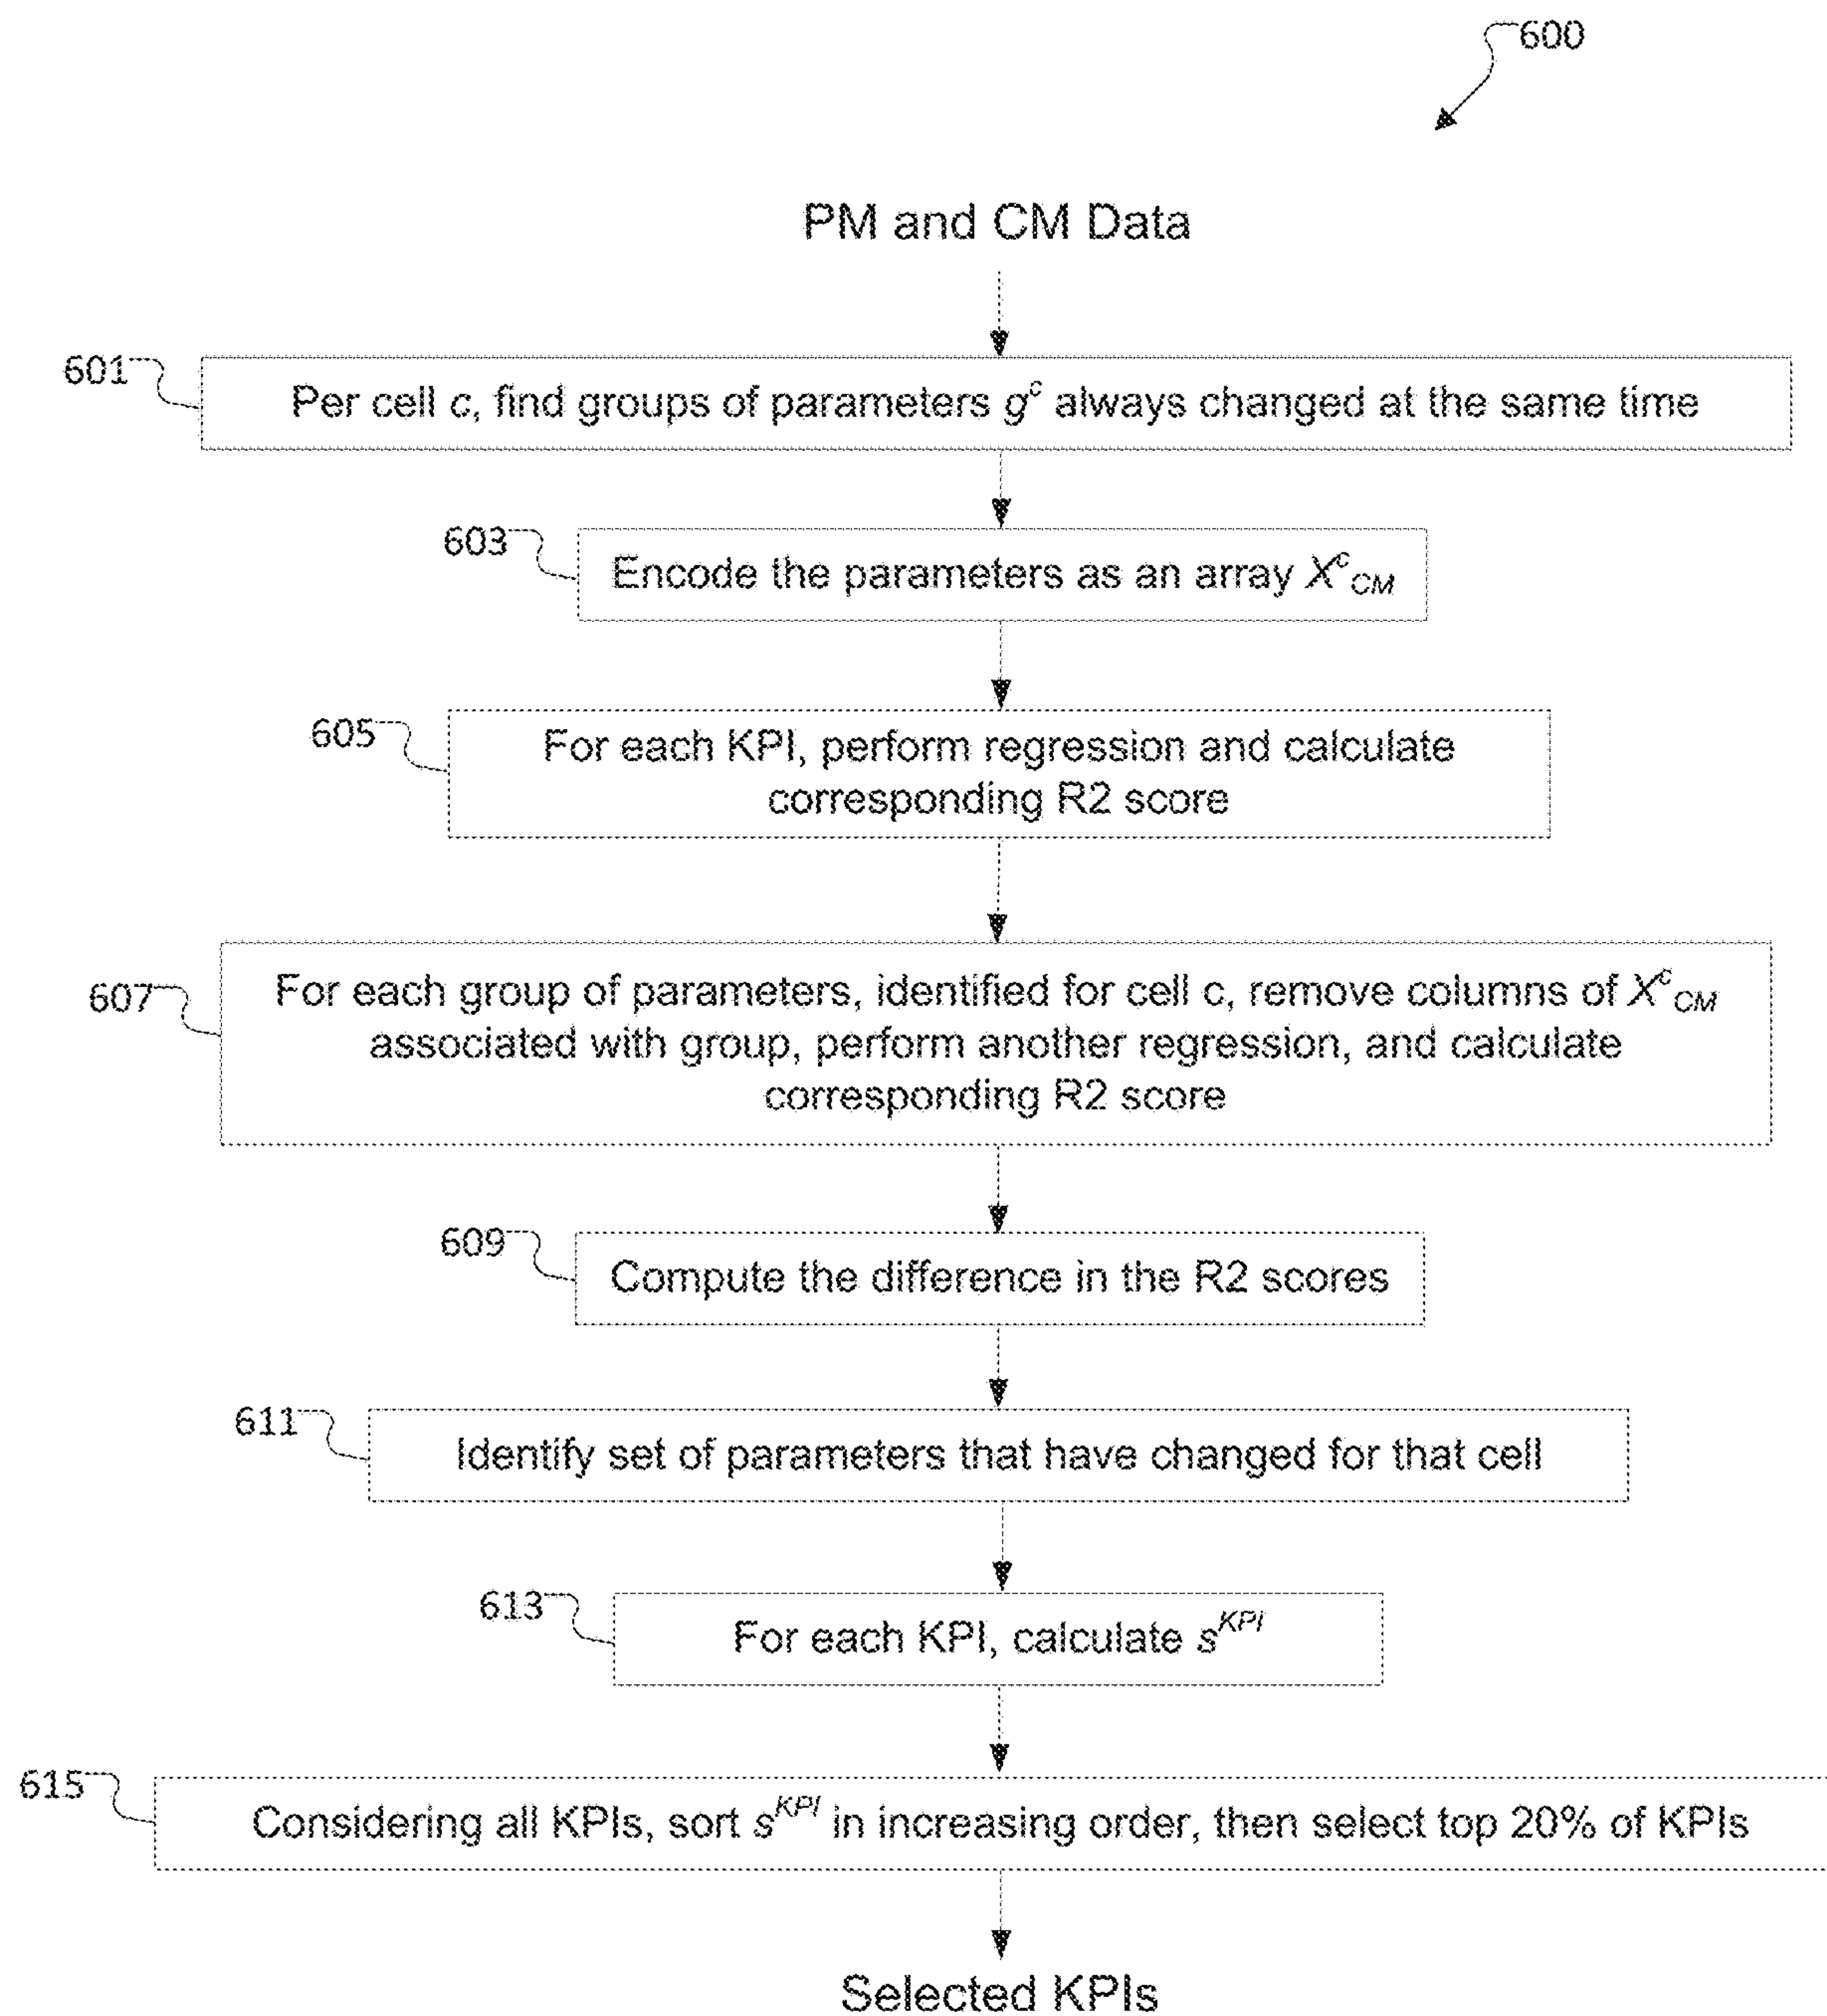 600
PM and CM Data
601
Per cell c, find groups of parameters g^c always changed at the same time
603
Encode the parameters as an array X^c_CM
605
For each KPI, perform regression and calculate
corresponding R2 score
607
For each group of parameters, identified for cell c, remove columns of X^c_CM
associated with group, perform another regression, and calculate
corresponding R2 score
609
Compute the difference in the R2 scores
611
Identify set of parameters that have changed for that cell
613
For each KPI, calculate s^KPI
615
Considering all KPIs, sort s^KPI in increasing order, then select top 20% of KPIs
Selected KPIs